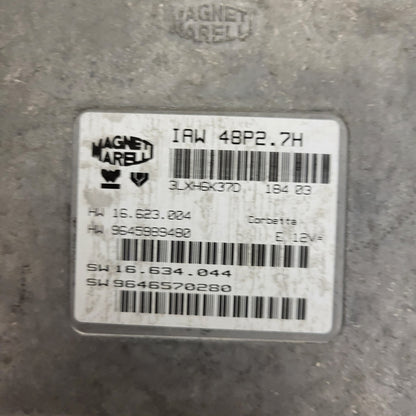 MAGNETI
MARELLI
MAGNETI
MARELLI
IAW 48P2.7H
3LXH6K37D 184 03
HW 16.623.004 Corbetta
HW 9645989480 E 12V=
SW 16.634.044
SW 9646570280